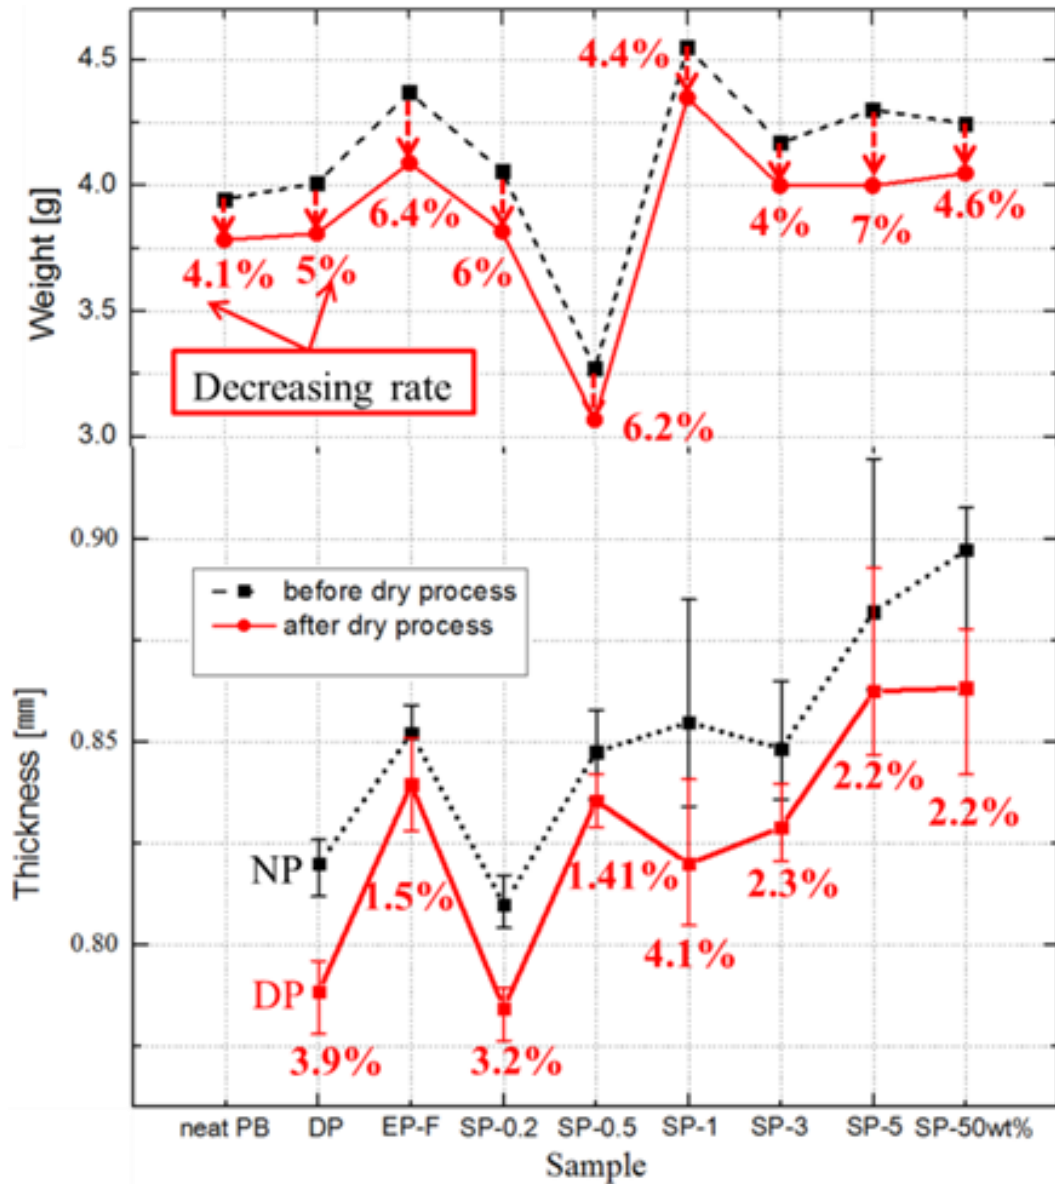 4.5
4.0
3.5
3.0
Weight [g]
4.1%
5%
6.4%
6%
6.2%
4.4%
4%
7%
4.6%
Decreasing rate
0.90
0.85
0.80
Thickness [㎜]
before dry process
after dry process
NP
DP
3.9%
1.5%
3.2%
1.41%
4.1%
2.3%
2.2%
2.2%
neat PB DP EP-F SP-0.2 SP-0.5 SP-1 SP-3 SP-5 SP-50wt%
Sample